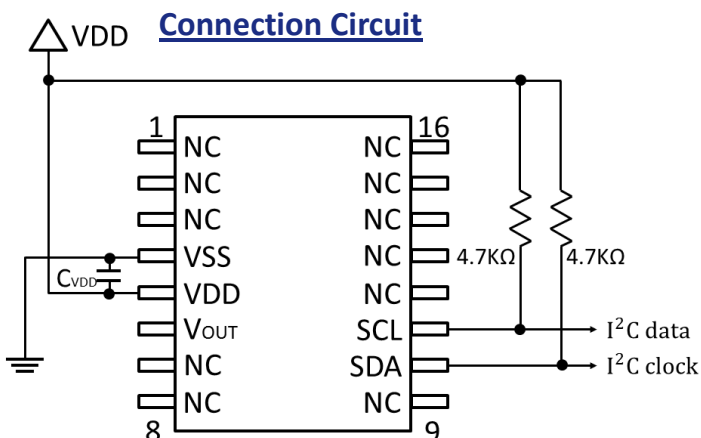 Connection Circuit
VDD
1 16
NC NC
NC NC
NC NC
VSS NC
CVDD
4.7KΩ 4.7KΩ
VDD NC
VOUT SCL
I²C data
NC SDA
I²C clock
NC NC
8 9